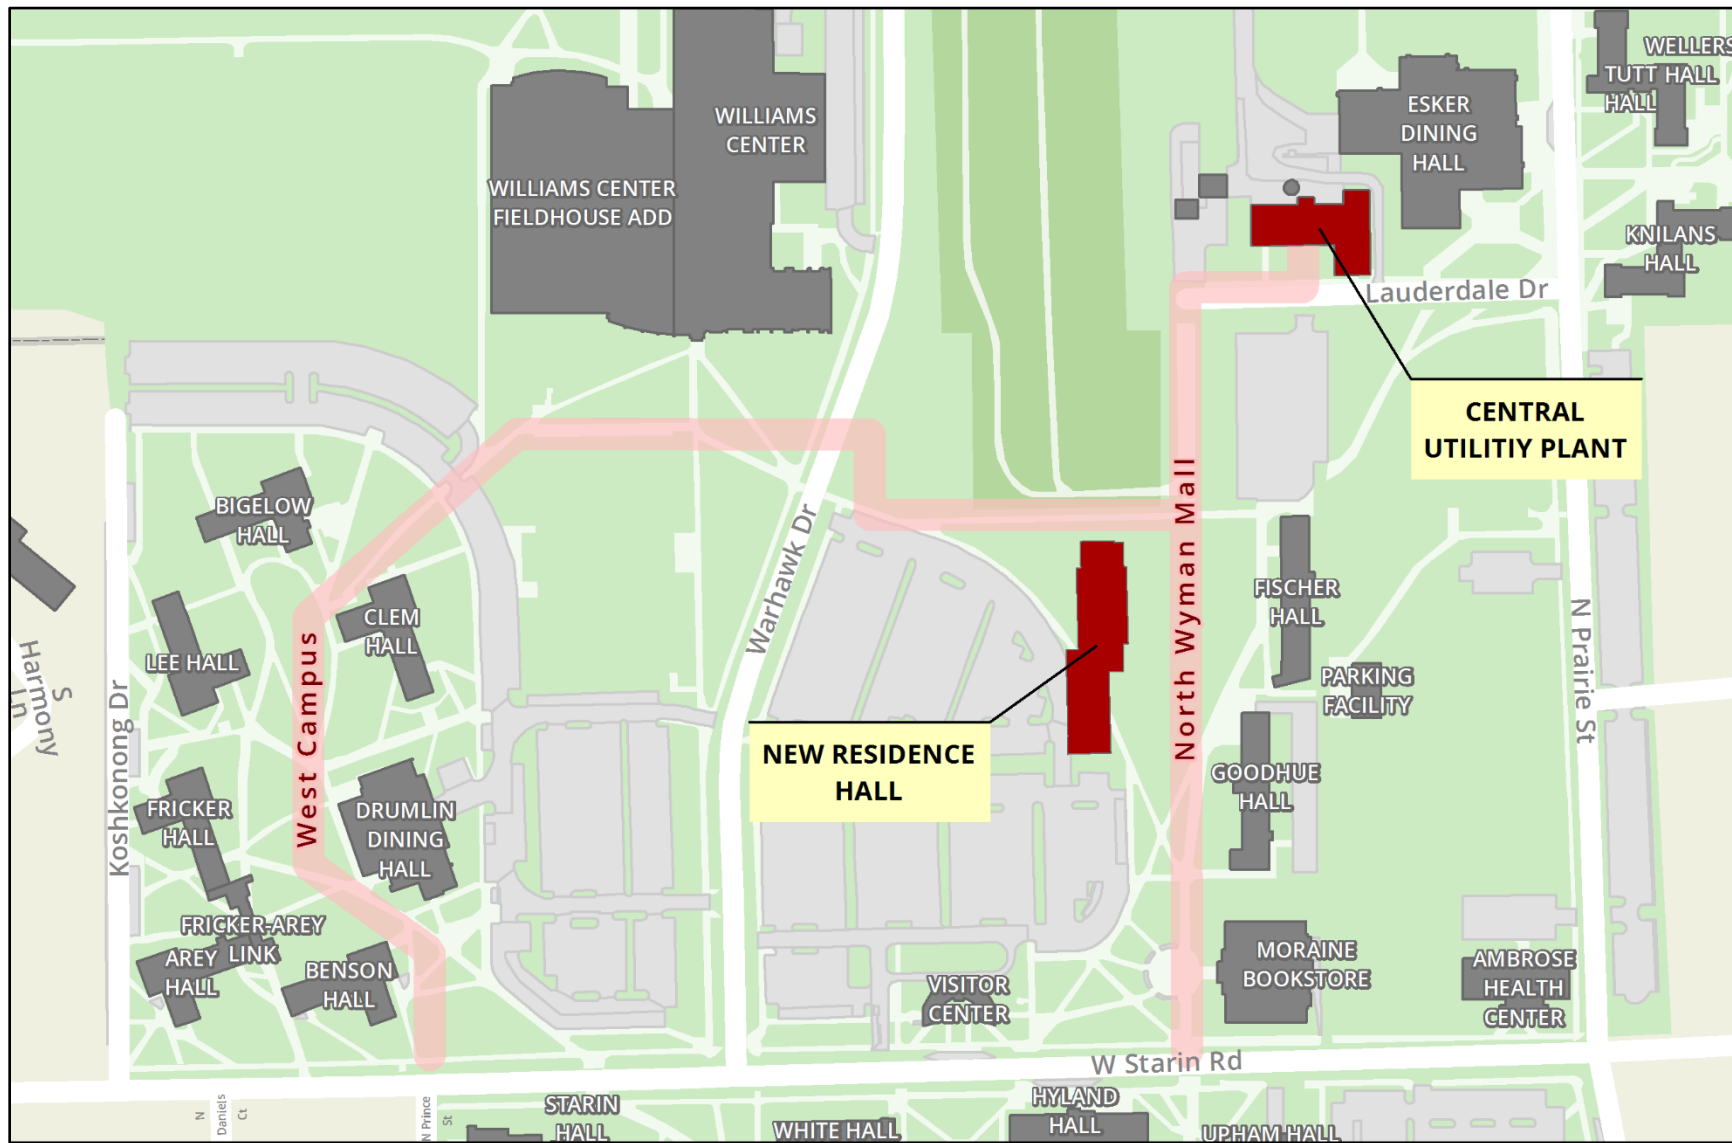 WELLERS
TUTT HALL
HALL
WILLIAMS
CENTER
ESKER
DINING
HALL
WILLIAMS CENTER
FIELDHOUSE ADD
KNILANS
HALL
Lauderdale Dr
CENTRAL
UTILITIY PLANT
BIGELOW
HALL
Warhawk Dr
North Wyman Mall
FISCHER
HALL
N Prairie St
CLEM
HALL
LEE HALL
West Campus
S
Harmony
Ln
Koshkonong Dr
PARKING
FACILITY
NEW RESIDENCE
HALL
GOODHUE
HALL
FRICKER
HALL
DRUMLIN
DINING
HALL
FRICKER-AREY
LINK
AREY
HALL
BENSON
HALL
VISITOR
CENTER
MORAINE
BOOKSTORE
AMBROSE
HEALTH
CENTER
W Starin Rd
N
Daniels
Ct
N Prince
St
STARIN
HALL
WHITE HALL
HYLAND
HALL
UPHAM HALL